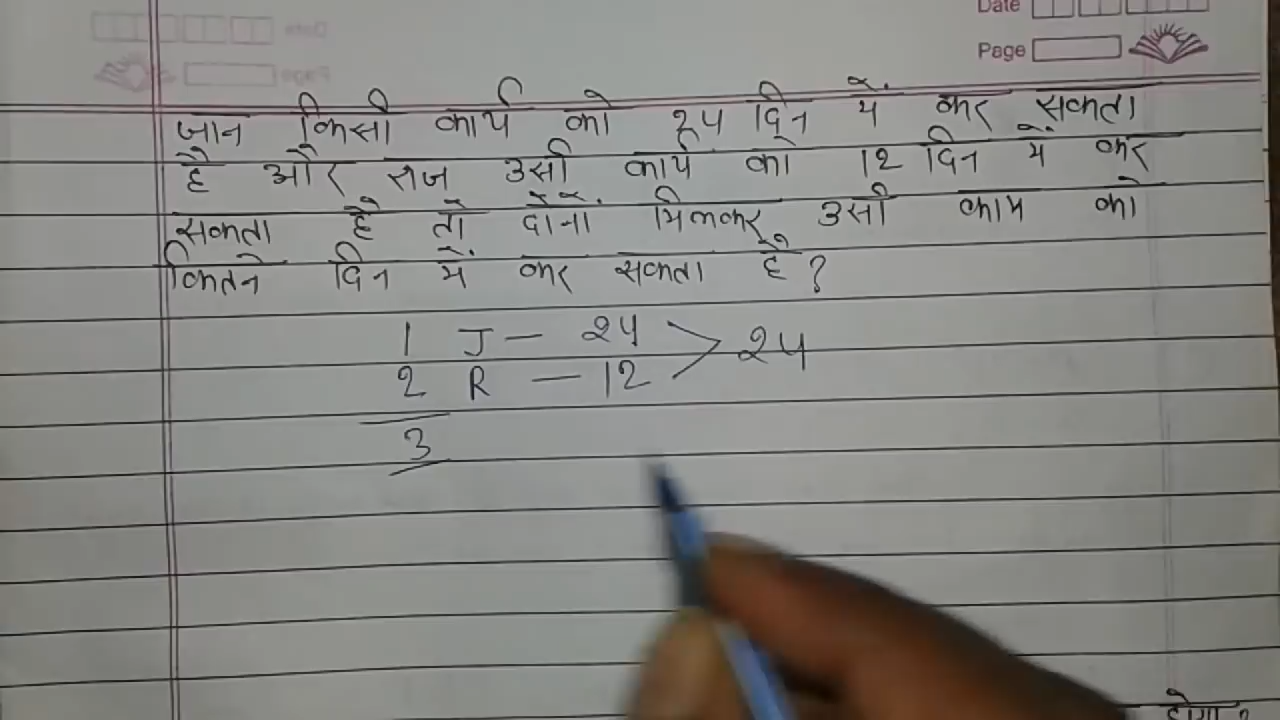 Date
Page
जान किसी कार्य को 24 दिन में कर सकता
है और राज उसी कार्य को 12 दिन में कर
सकता है तो दोनों मिलकर उसी काम को
कितने दिन में कर सकता है ?
1 J — 24 > 24
2 R — 12
3